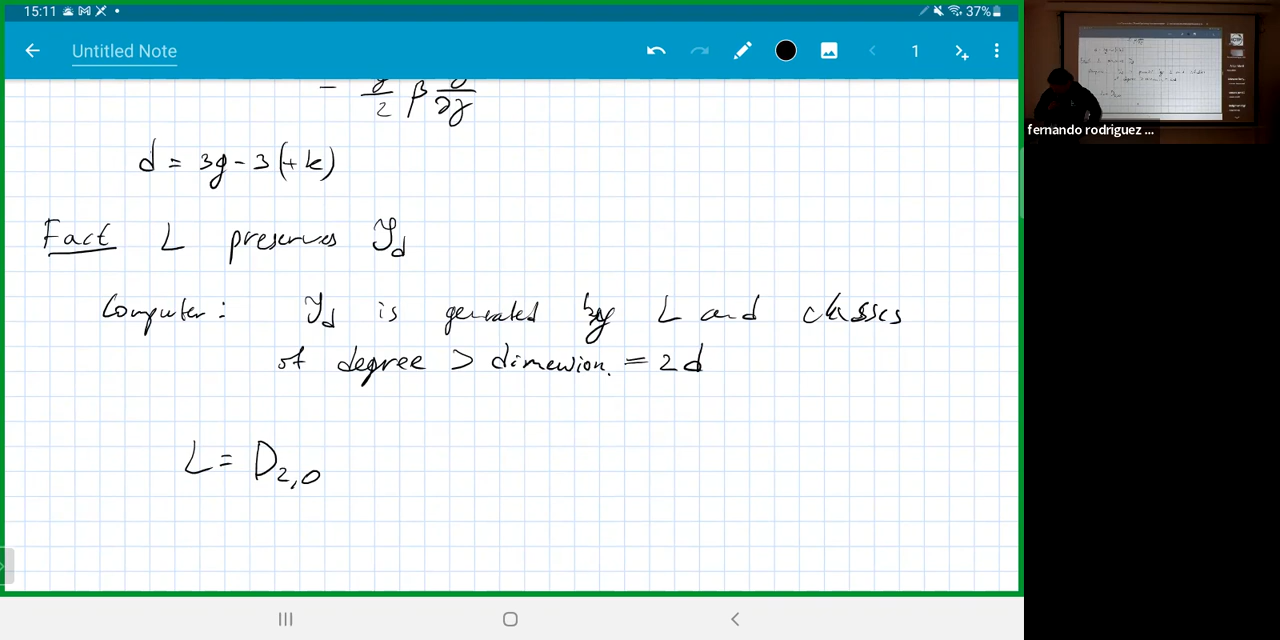 15:11
37%
Untitled Note
1
- γ/2 β ∂/∂γ
d = 3g - 3 (+k)
Fact L preserves 𝒴_d
Computer: 𝒴_d is generated by L and classes
of degree > dimension. = 2d
L = D_{2,0}
fernando rodriguez ...